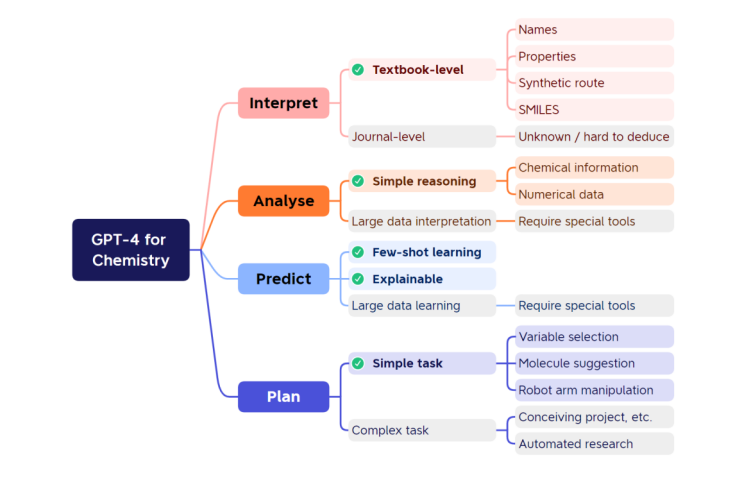 GPT-4 for
Chemistry
Interpret
Textbook-level
Names
Properties
Synthetic route
SMILES
Journal-level
Unknown / hard to deduce
Analyse
Simple reasoning
Chemical information
Numerical data
Large data interpretation
Require special tools
Predict
Few-shot learning
Explainable
Large data learning
Require special tools
Plan
Simple task
Variable selection
Molecule suggestion
Robot arm manipulation
Complex task
Conceiving project, etc.
Automated research